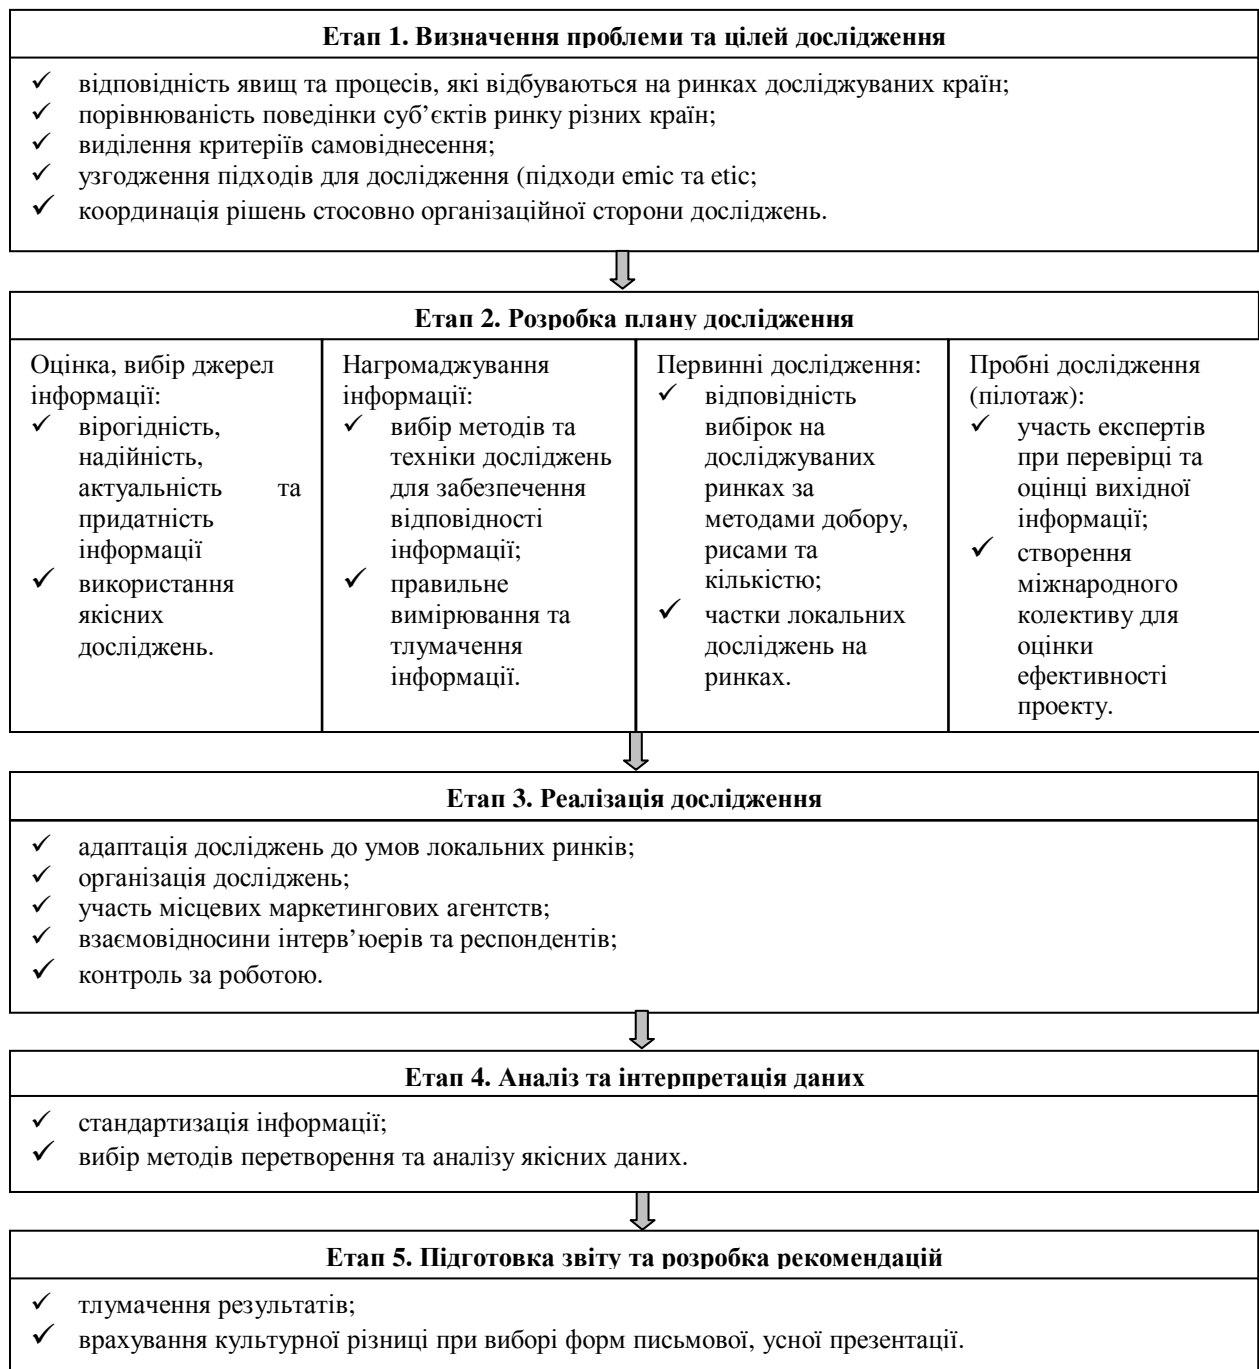 Етап 1. Визначення проблеми та цілей дослідження
✓ відповідність явищ та процесів, які відбуваються на ринках досліджуваних країн;
✓ порівнюваність поведінки суб’єктів ринку різних країн;
✓ виділення критеріїв самовіднесення;
✓ узгодження підходів для дослідження (підходи emic та etic;
✓ координація рішень стосовно організаційної сторони досліджень.
Етап 2. Розробка плану дослідження
Оцінка, вибір джерел
інформації:
✓ вірогідність,
надійність,
актуальність та
придатність
інформації
✓ використання
якісних
досліджень.
Нагромаджування
інформації:
✓ вибір методів та
техніки досліджень
для забезпечення
відповідності
інформації;
✓ правильне
вимірювання та
тлумачення
інформації.
Первинні дослідження:
✓ відповідність
вибірок на
досліджуваних
ринках за
методами добору,
рисами та
кількістю;
✓ частки локальних
досліджень на
ринках.
Пробні дослідження
(пілотаж):
✓ участь експертів
при перевірці та
оцінці вихідної
інформації;
✓ створення
міжнародного
колективу для
оцінки
ефективності
проекту.
Етап 3. Реалізація дослідження
✓ адаптація досліджень до умов локальних ринків;
✓ організація досліджень;
✓ участь місцевих маркетингових агентств;
✓ взаємовідносини інтерв’юерів та респондентів;
✓ контроль за роботою.
Етап 4. Аналіз та інтерпретація даних
✓ стандартизація інформації;
✓ вибір методів перетворення та аналізу якісних даних.
Етап 5. Підготовка звіту та розробка рекомендацій
✓ тлумачення результатів;
✓ врахування культурної різниці при виборі форм письмової, усної презентації.